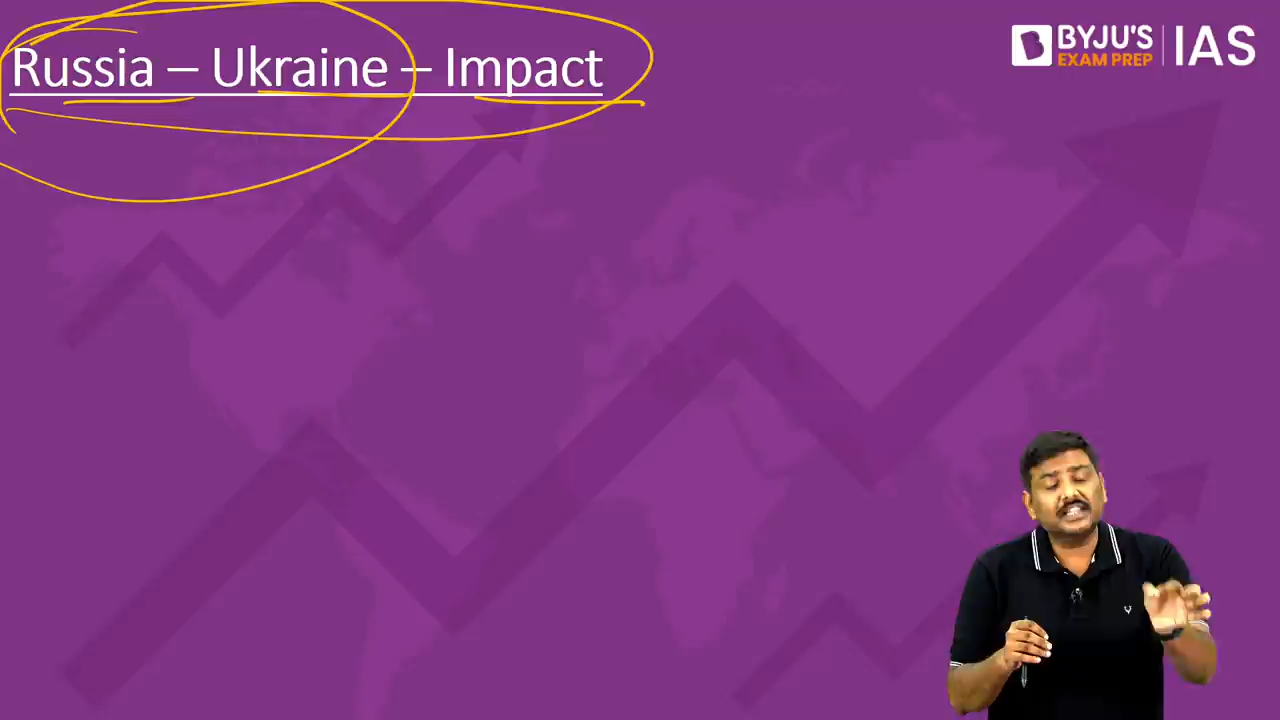 Russia – Ukraine – Impact
BYJU'S
EXAM PREP
IAS